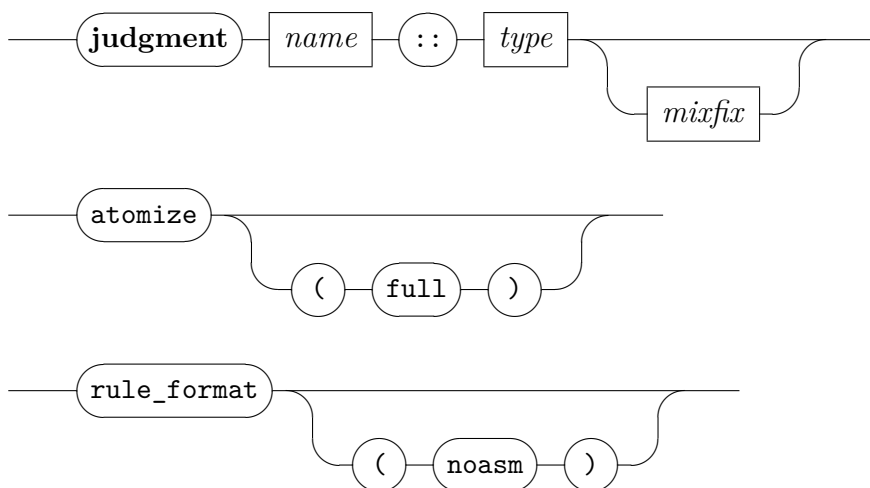 judgment name :: type
mixfix
atomize
( full )
rule_format
( noasm )